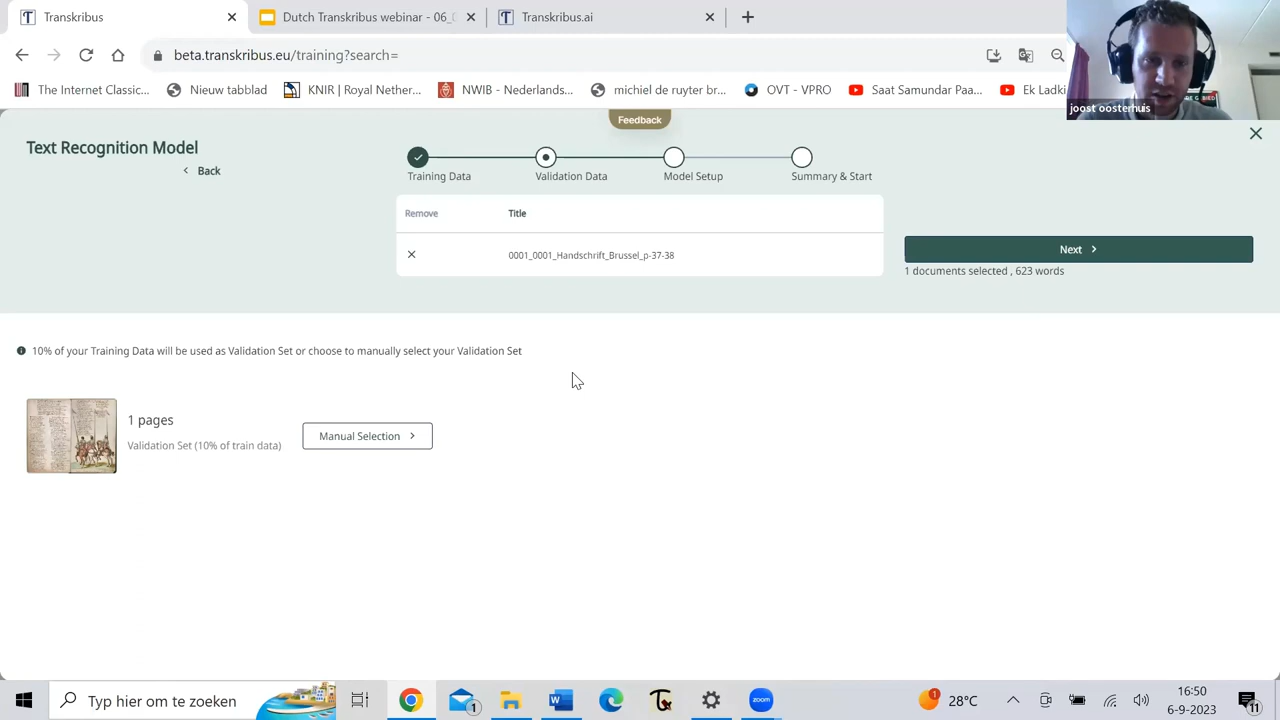 Transkribus
Dutch Transkribus webinar - 06_
Transkribus.ai
beta.transkribus.eu/training?search=
The Internet Classic...
Nieuw tabblad
KNIR | Royal Nether...
NWIB - Nederlands...
michiel de ruyter br...
OVT - VPRO
Saat Samundar Paa...
Ek Ladki
joost oosterhuis
Feedback
Text Recognition Model
Back
Training Data
Validation Data
Model Setup
Summary & Start
Remove
Title
0001_0001_Handschrift_Brussel_p-37-38
Next
1 documents selected , 623 words
10% of your Training Data will be used as Validation Set or choose to manually select your Validation Set
1 pages
Validation Set (10% of train data)
Manual Selection
Typ hier om te zoeken
1
1
28°C
16:50
6-9-2023
11